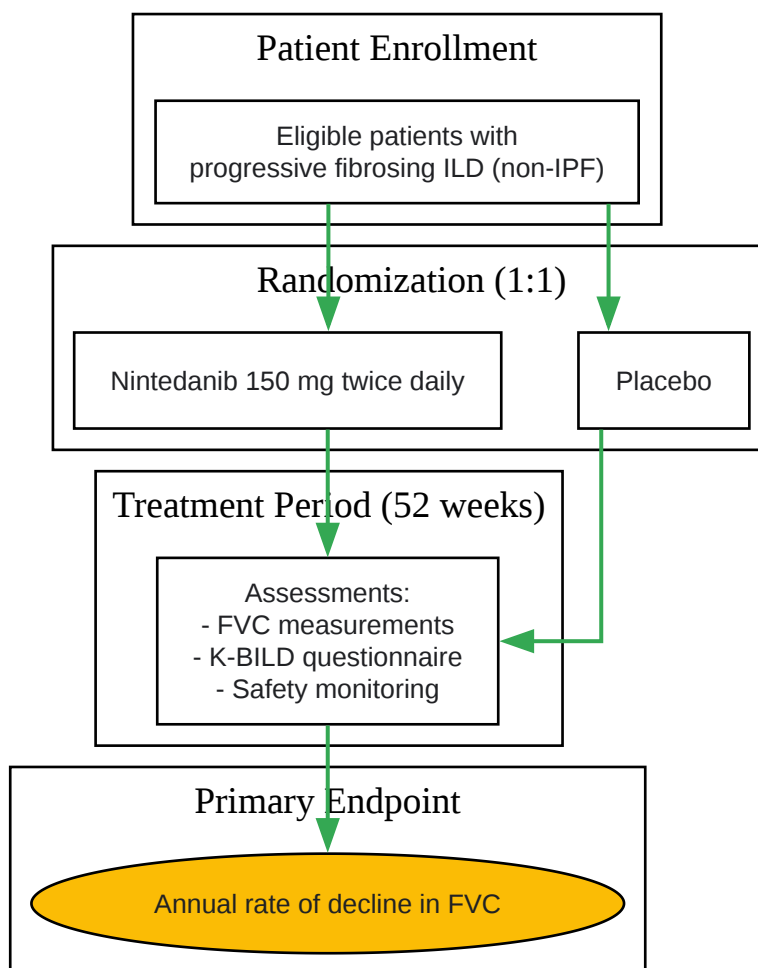 Patient Enrollment
Eligible patients with
progressive fibrosing ILD (non-IPF)
Randomization (1:1)
Nintedanib 150 mg twice daily
Placebo
Treatment Period (52 weeks)
Assessments:
- FVC measurements
- K-BILD questionnaire
- Safety monitoring
Primary Endpoint
Annual rate of decline in FVC